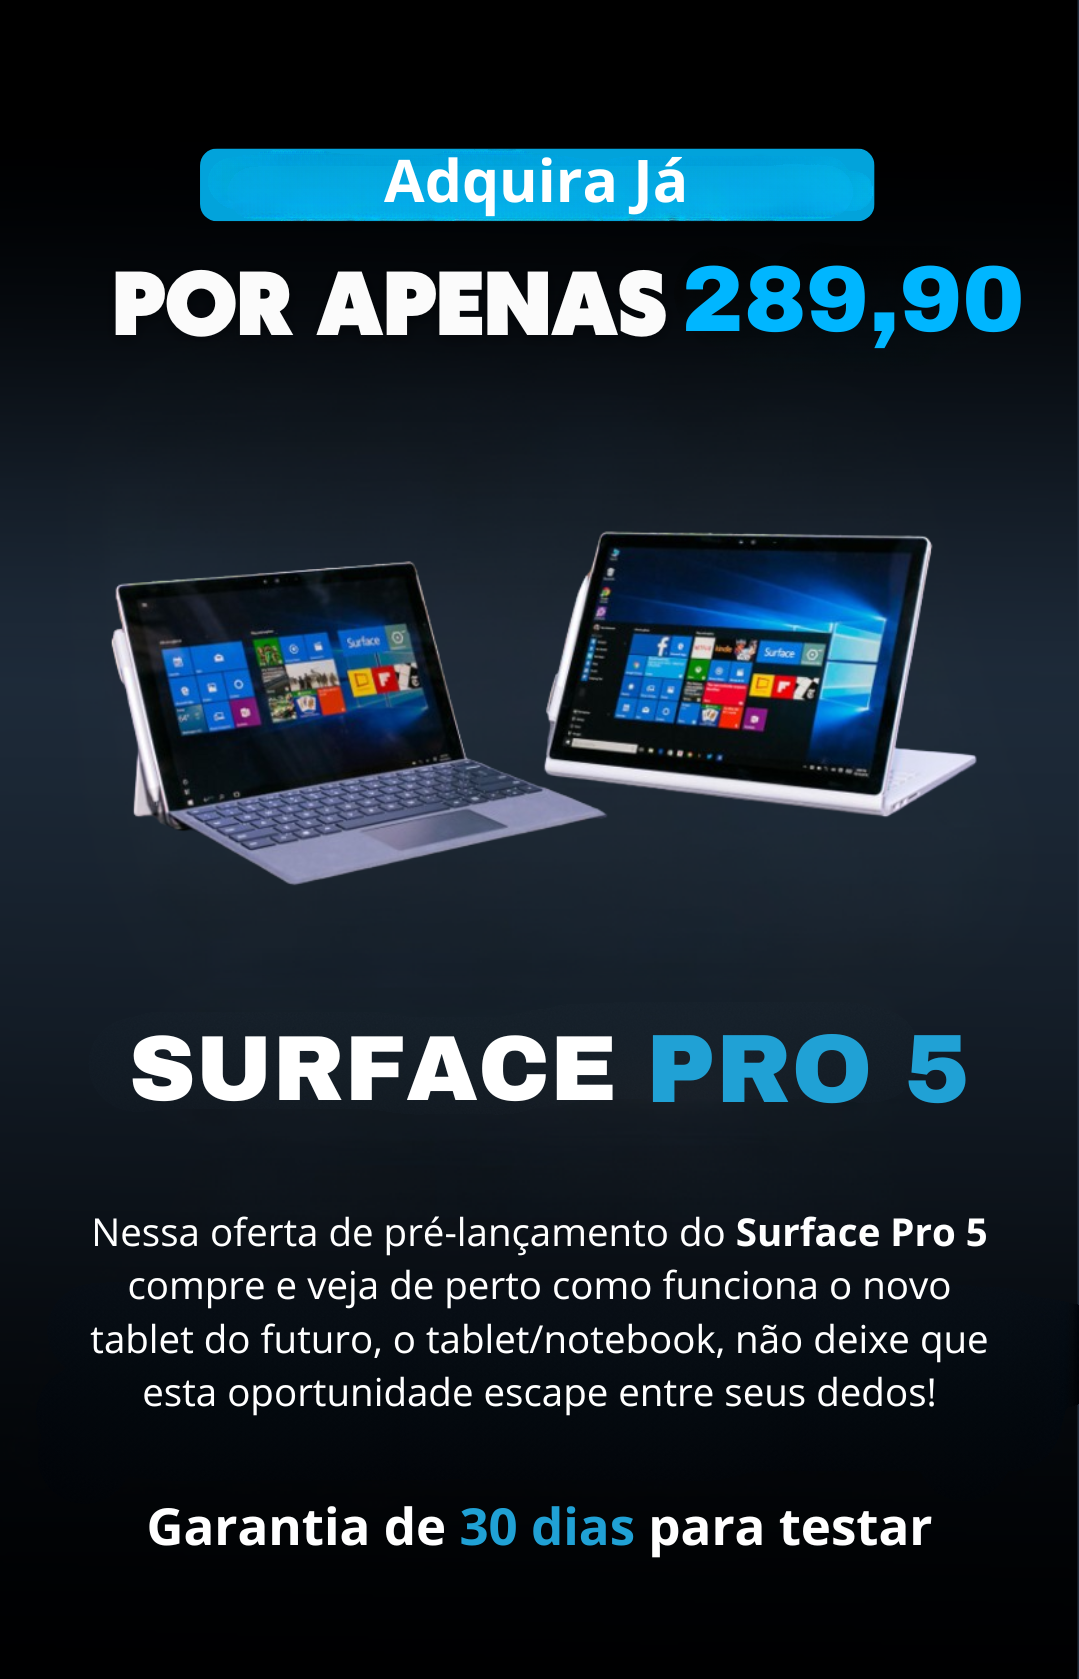 Adquira Já
POR APENAS 289,90
Surface
Surface
SURFACE PRO 5
Nessa oferta de pré-lançamento do Surface Pro 5
compre e veja de perto como funciona o novo
tablet do futuro, o tablet/notebook, não deixe que
esta oportunidade escape entre seus dedos!
Garantia de 30 dias para testar